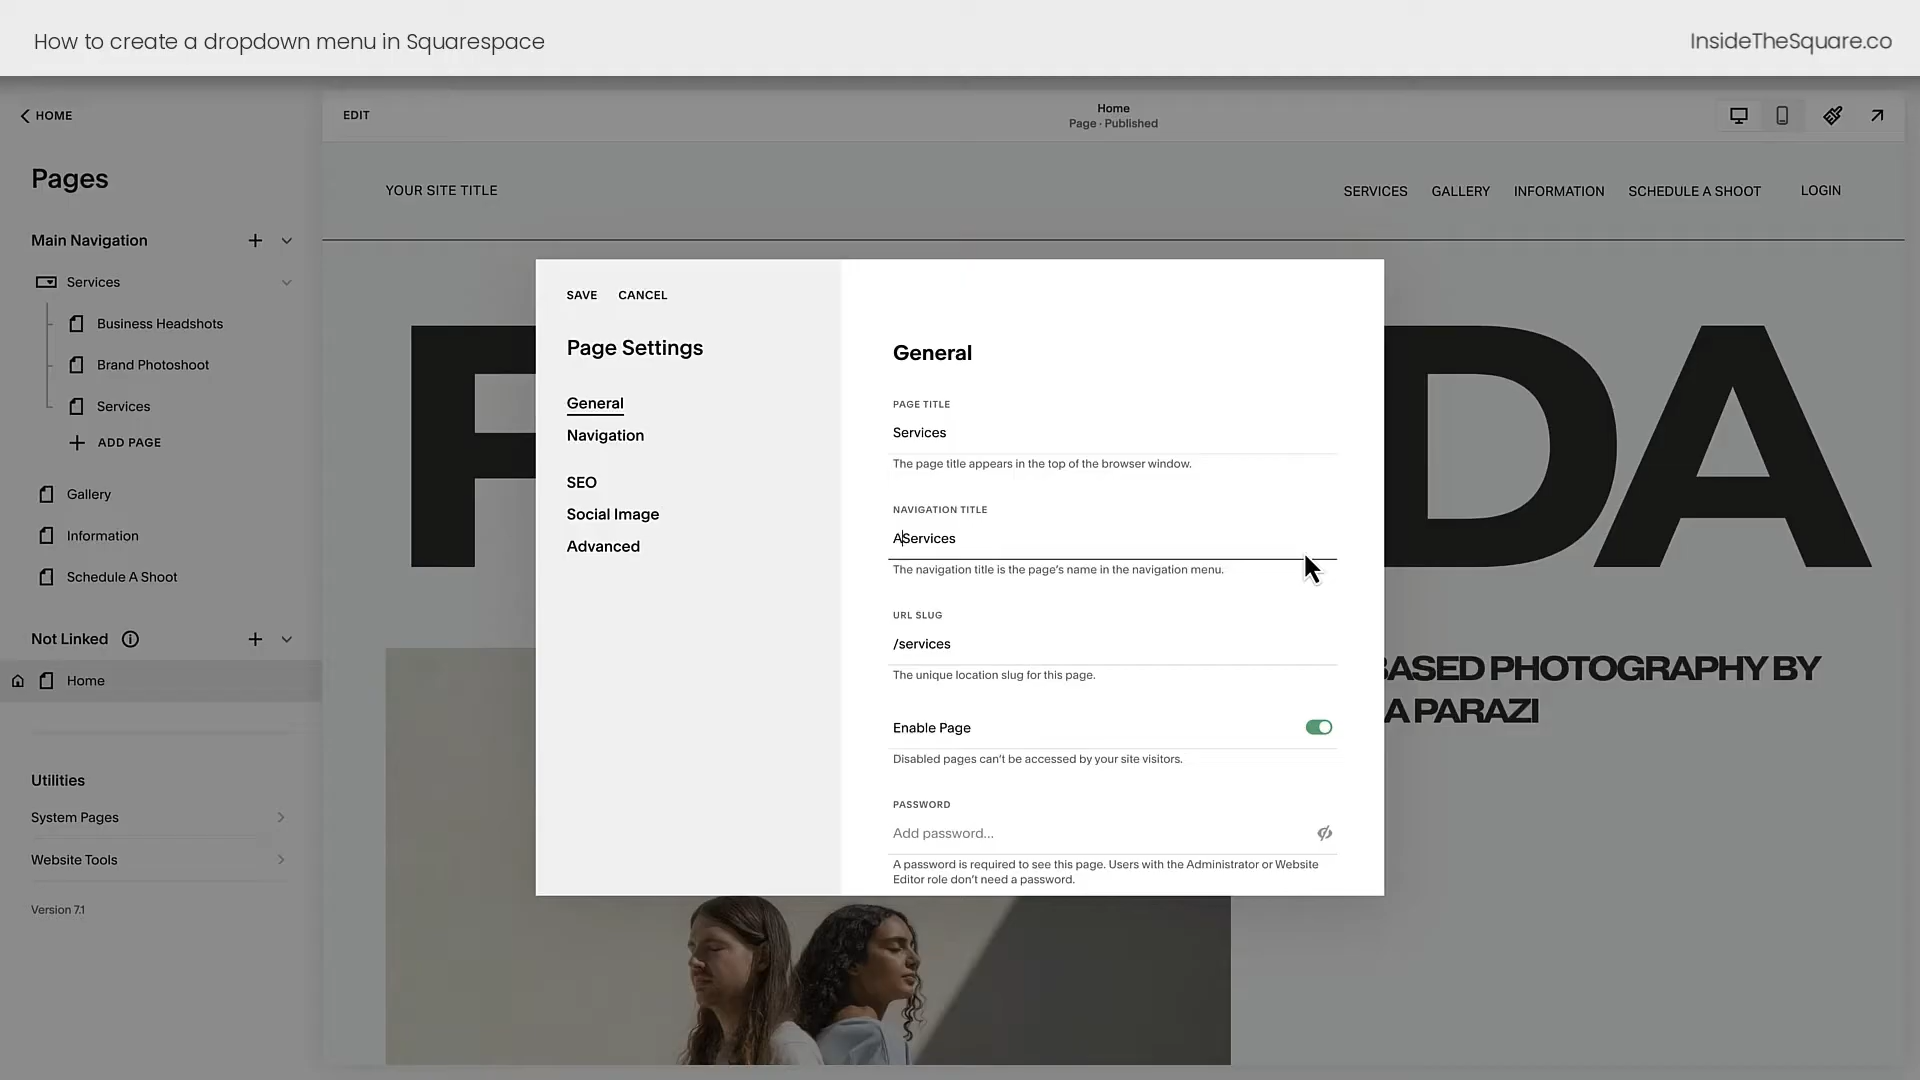 How to create a dropdown menu in Squarespace
InsideTheSquare.co
HOME
EDIT
Home
Page · Published
Pages
YOUR SITE TITLE
SERVICES GALLERY INFORMATION SCHEDULE A SHOOT LOGIN
Main Navigation
Services
Business Headshots
Brand Photoshoot
Services
ADD PAGE
Gallery
Information
Schedule A Shoot
Not Linked
Home
Utilities
System Pages
Website Tools
Version 7.1
SAVE CANCEL
Page Settings
General
Navigation
SEO
Social Image
Advanced
General
PAGE TITLE
Services
The page title appears in the top of the browser window.
NAVIGATION TITLE
AServices
The navigation title is the page's name in the navigation menu.
URL SLUG
/services
The unique location slug for this page.
Enable Page
Disabled pages can't be accessed by your site visitors.
PASSWORD
Add password...
A password is required to see this page. Users with the Administrator or Website
Editor role don't need a password.
DA
BASED PHOTOGRAPHY BY
A PARAZI